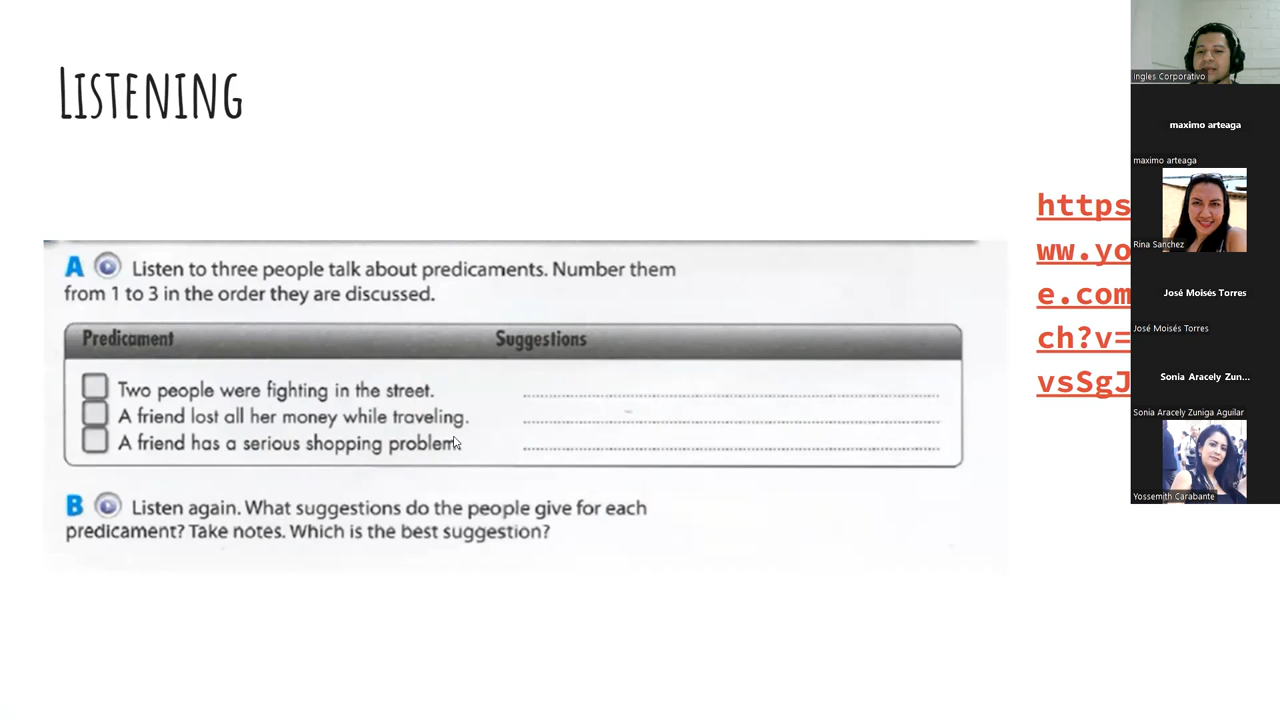 LISTENING
A Listen to three people talk about predicaments. Number them
from 1 to 3 in the order they are discussed.
Predicament Suggestions
Two people were fighting in the street.
A friend lost all her money while traveling.
A friend has a serious shopping problem.
B Listen again. What suggestions do the people give for each
predicament? Take notes. Which is the best suggestion?
https
ww.yo
e.com
ch?v=
vsSgJ
Ingles Corporativo
maximo arteaga
maximo arteaga
Rina Sanchez
José Moisés Torres
José Moisés Torres
Sonia Aracely Zun...
Sonia Aracely Zuniga Aguilar
Yossemith Carabante